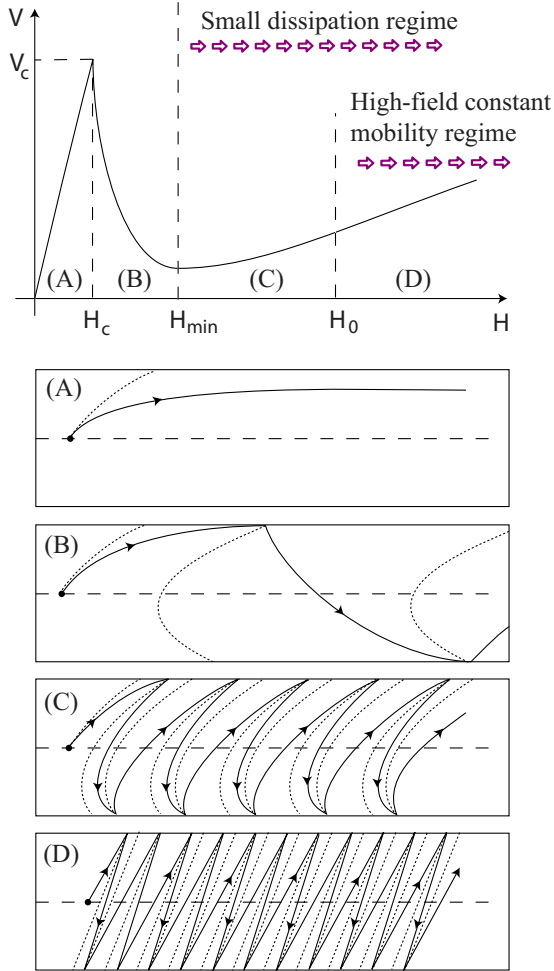 V
Small dissipation regime
V_c
High-field constant
mobility regime
(A) (B) (C) (D)
H_c H_min H_0 H
(A)
(B)
(C)
(D)